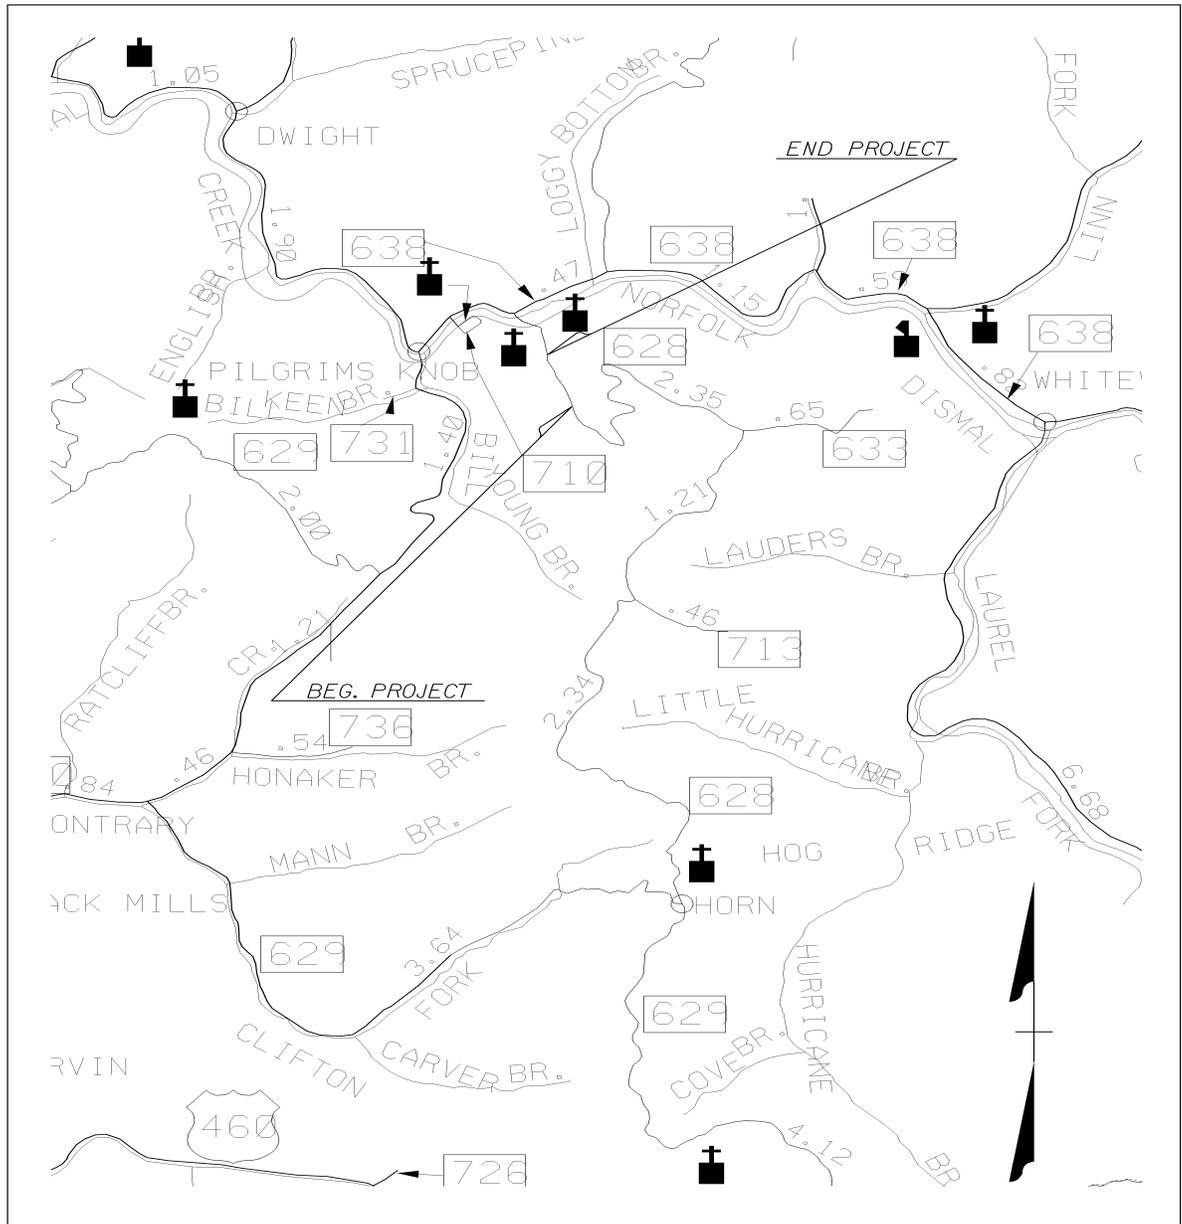 1.05
SPRUCEPINE
BR.
LOGGY BOTTOM
FORK
DWIGHT
END PROJECT
CREEK
1.90
638
638
638
LINN
.47
1.15
.59
NORFOLK
ENGLISH
BR.
628
638
PILGRIMS KNOB
2.35
.82
BILL
KEEN
BR.
.65
DISMAL
629
731
1.40
BILL
YOUNG BR.
710
633
2.00
1.21
LAUDERS BR.
RATCLIFF
BR.
LAUREL
CR.
1.21
.46
713
BEG. PROJECT
2.34
LITTLE
736
HURRICANE
BR.
.54
.46
HONAKER
BR.
.84
628
6.68
FORK
ONTRARY
BR.
RIDGE
MANN
HOG
ACK MILLS
HORN
629
3.64
FORK
HURRICANE
629
CLIFTON
CARVER
BR.
COVE
BR.
RVIN
460
4.12
BR
726